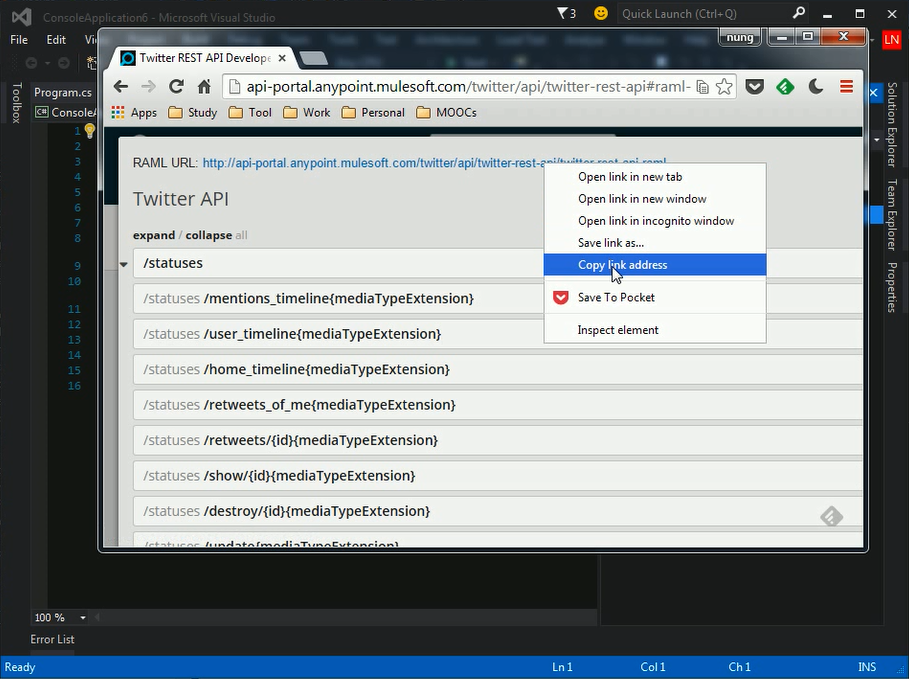 ConsoleApplication6 - Microsoft Visual Studio
3
Quick Launch (Ctrl+Q)
File Edit
LN
nung
Twitter REST API Develope
api-portal.anypoint.mulesoft.com/twitter/api/twitter-rest-api#raml-
Apps Study Tool Work Personal MOOCs
Toolbox
Program.cs
C#
1
2
3
4
5
6
7
8
9
10
11
12
13
14
15
16
RAML URL: http://api-portal.anypoint.mulesoft.com/twitter/api/twitter-rest-api/twitter-rest-api.raml
Twitter API
expand / collapse all
/statuses
/statuses /mentions_timeline{mediaTypeExtension}
/statuses /user_timeline{mediaTypeExtension}
/statuses /home_timeline{mediaTypeExtension}
/statuses /retweets_of_me{mediaTypeExtension}
/statuses /retweets/{id}{mediaTypeExtension}
/statuses /show/{id}{mediaTypeExtension}
/statuses /destroy/{id}{mediaTypeExtension}
/statuses /update{mediaTypeExtension}
Open link in new tab
Open link in new window
Open link in incognito window
Save link as...
Copy link address
Save To Pocket
Inspect element
Solution Explorer
Team Explorer
Properties
100 %
Error List
Ready Ln 1 Col 1 Ch 1 INS